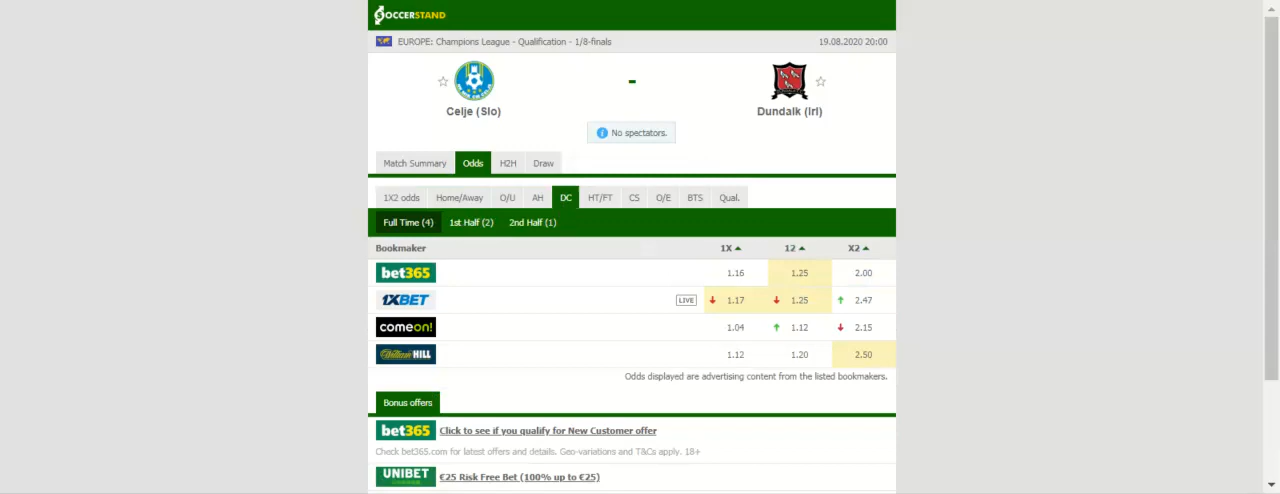 SOCCERSTAND
EUROPE: Champions League - Qualification - 1/8-finals 19.08.2020 20:00
-
Celje (Slo) Dundalk (Irl)
No spectators.
Match Summary Odds H2H Draw
1X2 odds Home/Away O/U AH DC HT/FT CS O/E BTS Qual.
Full Time (4) 1st Half (2) 2nd Half (1)
Bookmaker 1X 12 X2
bet365 1.16 1.25 2.00
1XBET LIVE 1.17 1.25 2.47
comeon! 1.04 1.12 2.15
William HILL 1.12 1.20 2.50
Odds displayed are advertising content from the listed bookmakers.
Bonus offers
bet365 Click to see if you qualify for New Customer offer
Check bet365.com for latest offers and details. Geo-variations and T&Cs apply. 18+
UNIBET €25 Risk Free Bet (100% up to €25)